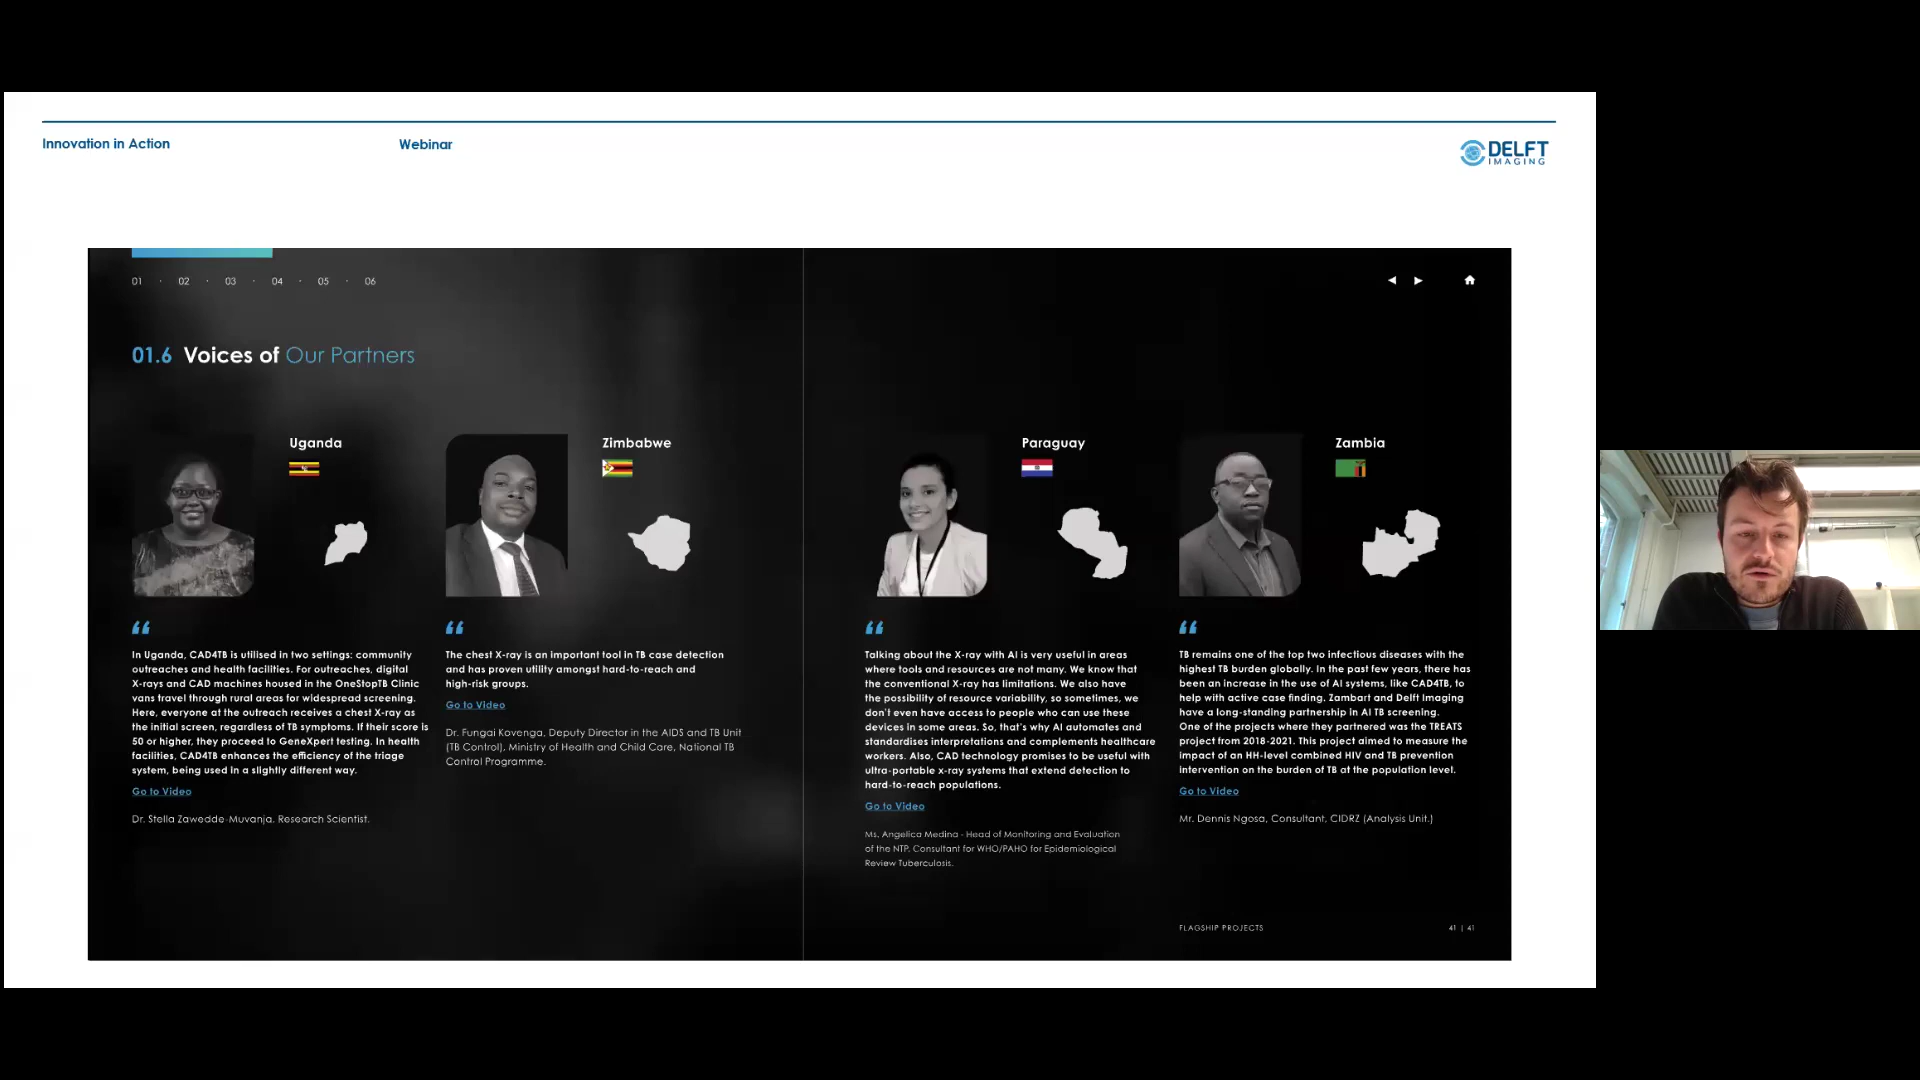 Innovation in Action
Webinar
DELFT
IMAGING
01 · 02 · 03 · 04 · 05 · 06
01.6 Voices of Our Partners
Uganda
In Uganda, CAD4TB is utilised in two settings: community
outreaches and health facilities. For outreaches, digital
X-rays and CAD machines housed in the OneStopTB Clinic
vans travel through rural areas for widespread screening.
Here, everyone at the outreach receives a chest X-ray as
the initial screen, regardless of TB symptoms. If their score is
50 or higher, they proceed to GeneXpert testing. In health
facilities, CAD4TB enhances the efficiency of the triage
system, being used in a slightly different way.
Go to Video
Dr. Stella Zawedde-Muvanja, Research Scientist.
Zimbabwe
The chest X-ray is an important tool in TB case detection
and has proven utility amongst hard-to-reach and
high-risk groups.
Go to Video
Dr. Fungai Kavenga, Deputy Director in the AIDS and TB Unit
(TB Control), Ministry of Health and Child Care, National TB
Control Programme.
Paraguay
Talking about the X-ray with AI is very useful in areas
where tools and resources are not many. We know that
the conventional X-ray has limitations. We also have
the possibility of resource variability, so sometimes, we
don't even have access to people who can use these
devices in some areas. So, that's why AI automates and
standardises interpretations and complements healthcare
workers. Also, CAD technology promises to be useful with
ultra-portable x-ray systems that extend detection to
hard-to-reach populations.
Go to Video
Ms. Angelica Medina - Head of Monitoring and Evaluation
of the NTP, Consultant for WHO/PAHO for Epidemiological
Review Tuberculosis.
Zambia
TB remains one of the top two infectious diseases with the
highest TB burden globally. In the past few years, there has
been an increase in the use of AI systems, like CAD4TB, to
help with active case finding. Zambart and Delft Imaging
have a long-standing partnership in AI TB screening.
One of the projects where they partnered was the TREATS
project from 2018-2021. This project aimed to measure the
impact of an HH-level combined HIV and TB prevention
intervention on the burden of TB at the population level.
Go to Video
Mr. Dennis Ngosa, Consultant, CIDRZ (Analysis Unit.)
FLAGSHIP PROJECTS
41 | 41